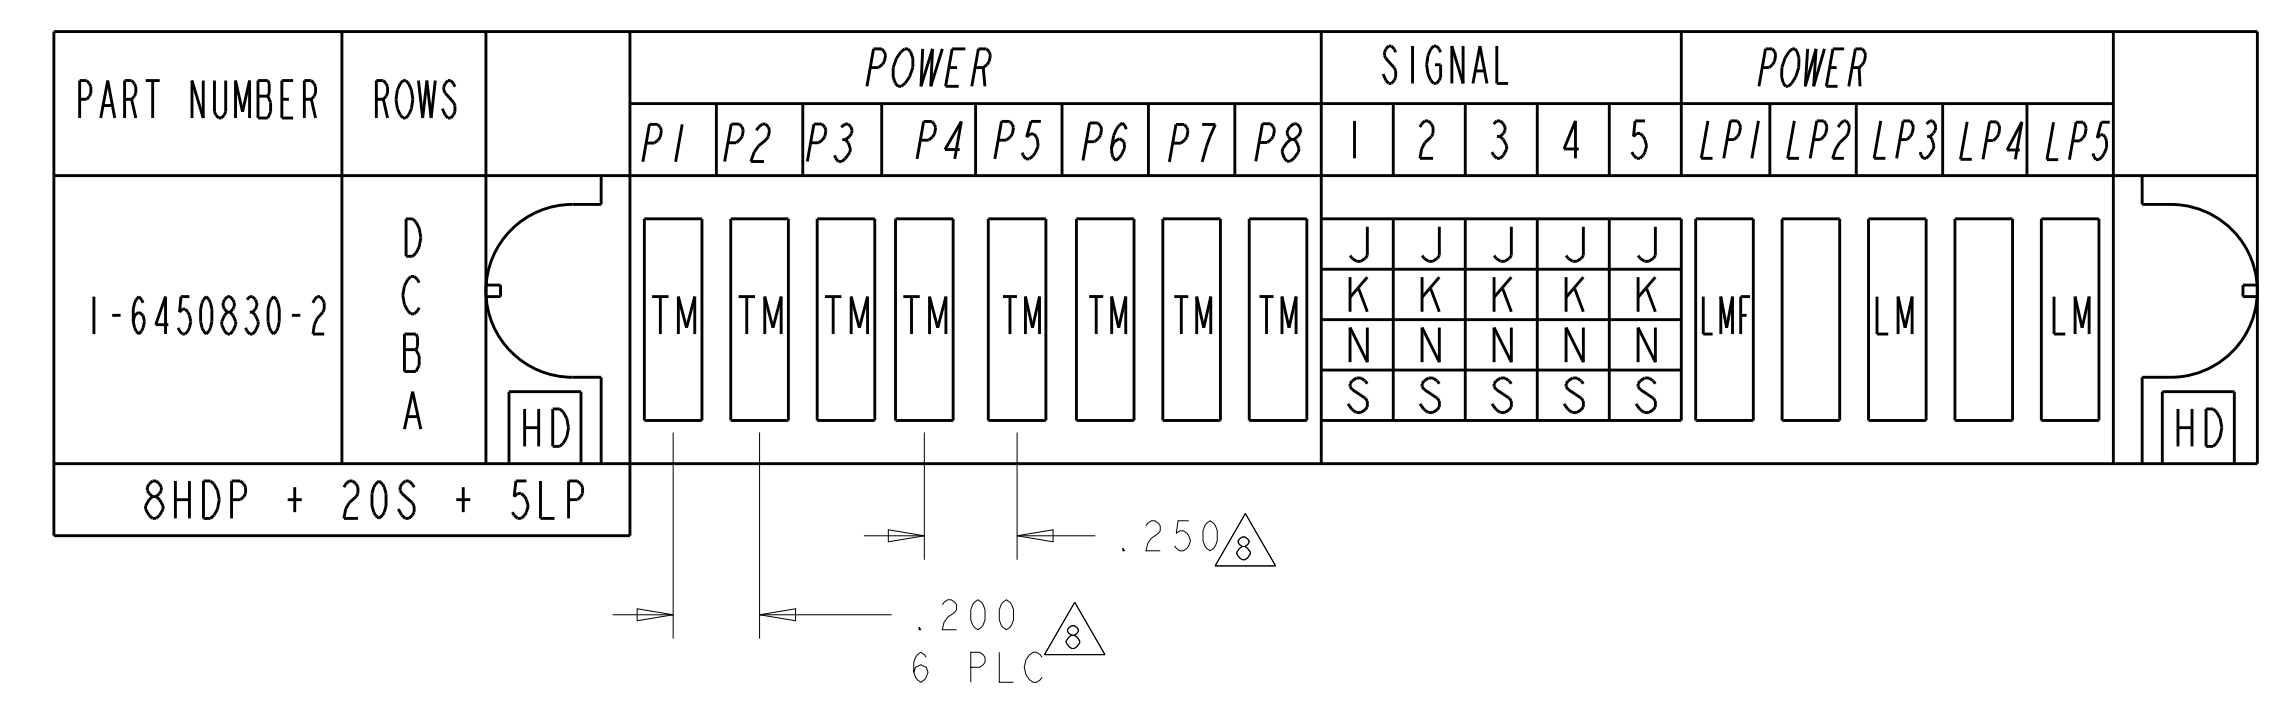 PART NUMBER ROWS POWER SIGNAL POWER
P1 P2 P3 P4 P5 P6 P7 P8 1 2 3 4 5 LP1 LP2 LP3 LP4 LP5
1-6450830-2 TM TM TM TM TM TM TM TM LMF LM LM
D J J J J J
C K K K K K
B N N N N N
A S S S S S
HD HD
8HDP + 20S + 5LP
.250 8
.200 8
6 PLC